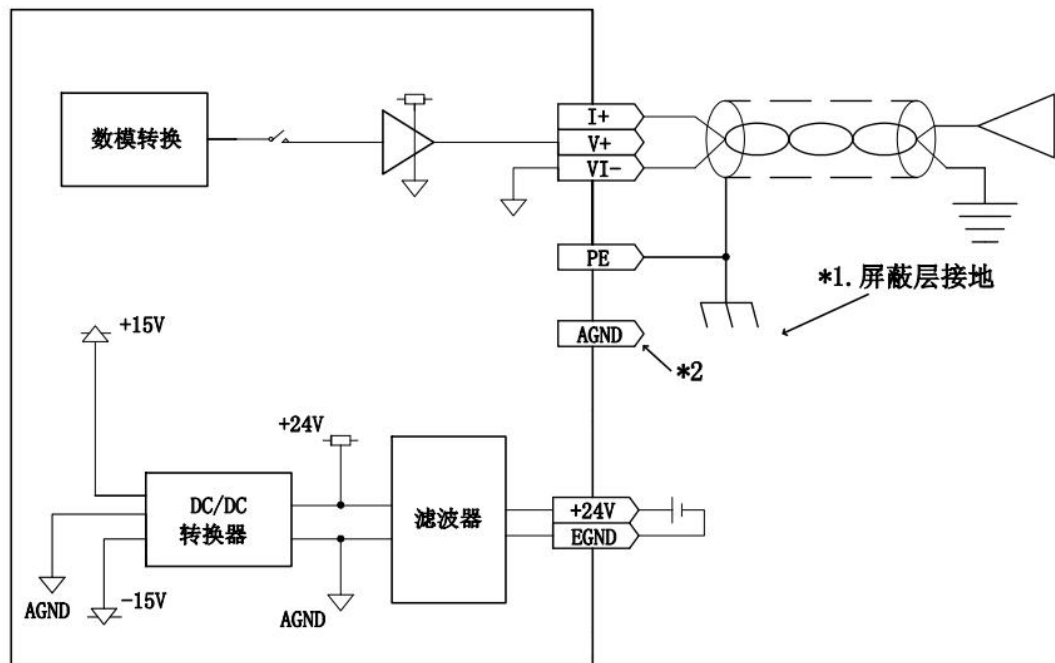 数模转换
I+
V+
VI-
PE
*1.屏蔽层接地
AGND
*2
+15V
+24V
DC/DC
转换器
滤波器
+24V
EGND
AGND
-15V
AGND